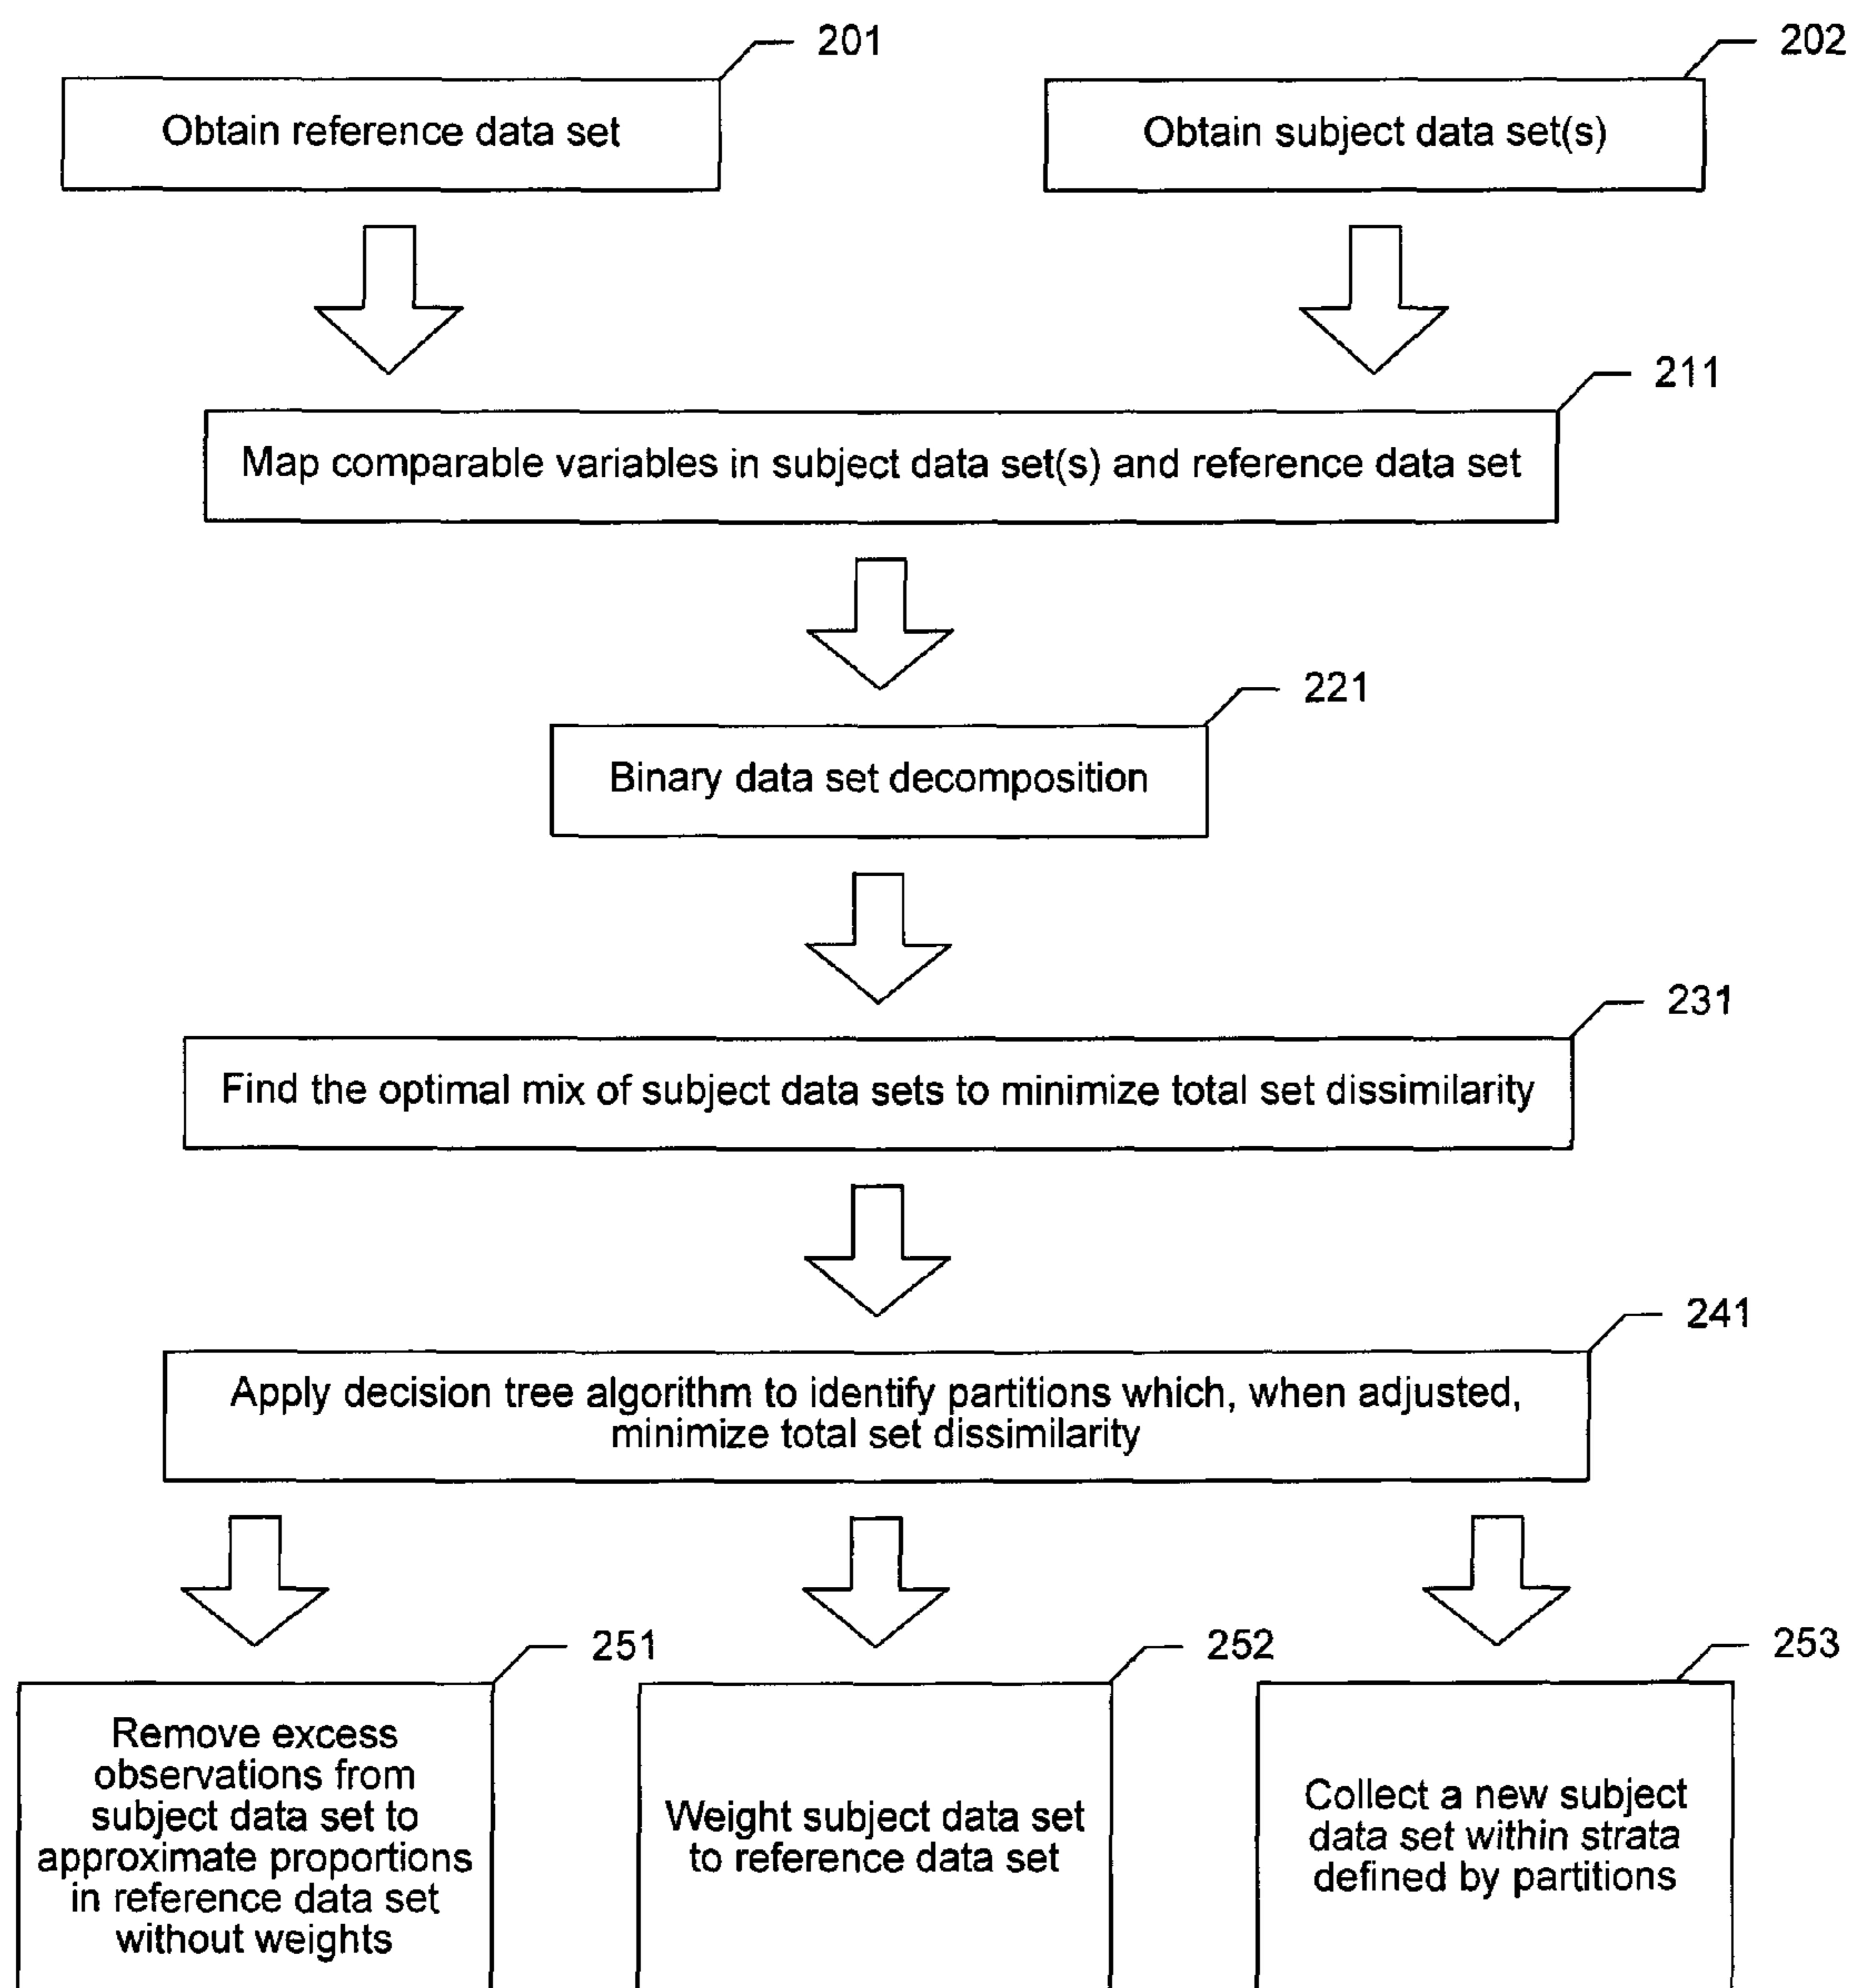 201
Obtain reference data set
202
Obtain subject data set(s)
211
Map comparable variables in subject data set(s) and reference data set
221
Binary data set decomposition
231
Find the optimal mix of subject data sets to minimize total set dissimilarity
241
Apply decision tree algorithm to identify partitions which, when adjusted,
minimize total set dissimilarity
251
Remove excess
observations from
subject data set to
approximate proportions
in reference data set
without weights
252
Weight subject data set
to reference data set
253
Collect a new subject
data set within strata
defined by partitions